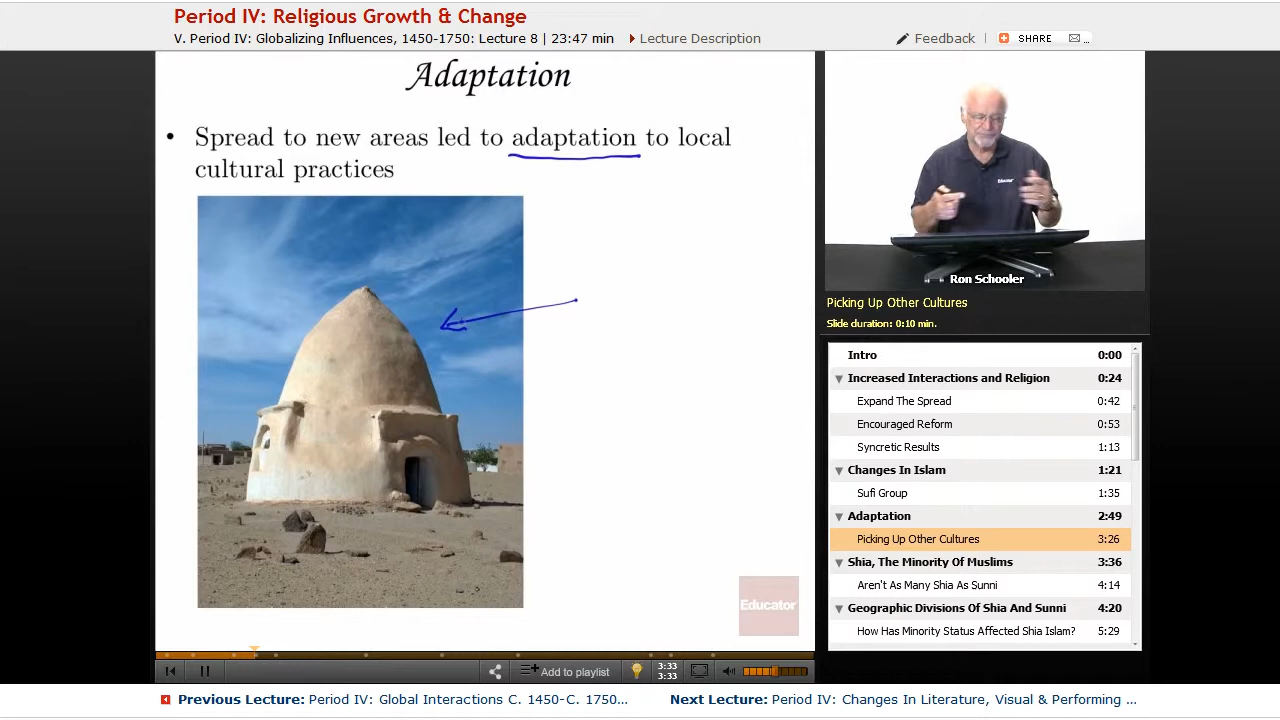 Period IV: Religious Growth & Change
V. Period IV: Globalizing Influences, 1450-1750: Lecture 8 | 23:47 min
Lecture Description
Feedback
SHARE
Adaptation
• Spread to new areas led to adaptation to local
cultural practices
Educator
Educator
Ron Schooler
Picking Up Other Cultures
Slide duration: 0:10 min.
Intro 0:00
Increased Interactions and Religion 0:24
Expand The Spread 0:42
Encouraged Reform 0:53
Syncretic Results 1:13
Changes In Islam 1:21
Sufi Group 1:35
Adaptation 2:49
Picking Up Other Cultures 3:26
Shia, The Minority Of Muslims 3:36
Aren't As Many Shia As Sunni 4:14
Geographic Divisions Of Shia And Sunni 4:20
How Has Minority Status Affected Shia Islam? 5:29
Add to playlist
3:33
3:33
Previous Lecture: Period IV: Global Interactions C. 1450-C. 1750...
Next Lecture: Period IV: Changes In Literature, Visual & Performing ...